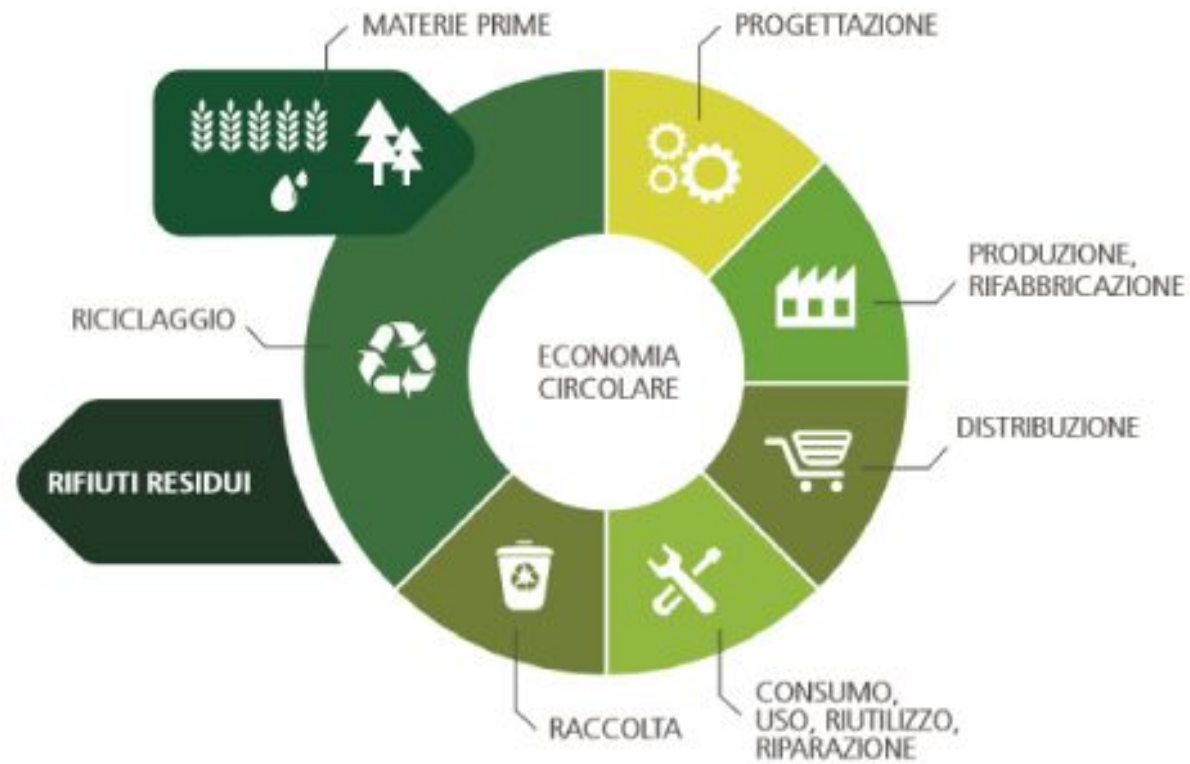 MATERIE PRIME
PROGETTAZIONE
PRODUZIONE,
RIFABBRICAZIONE
RICICLAGGIO
ECONOMIA
CIRCOLARE
DISTRIBUZIONE
RIFIUTI RESIDUI
CONSUMO,
USO, RIUTILIZZO,
RIPARAZIONE
RACCOLTA